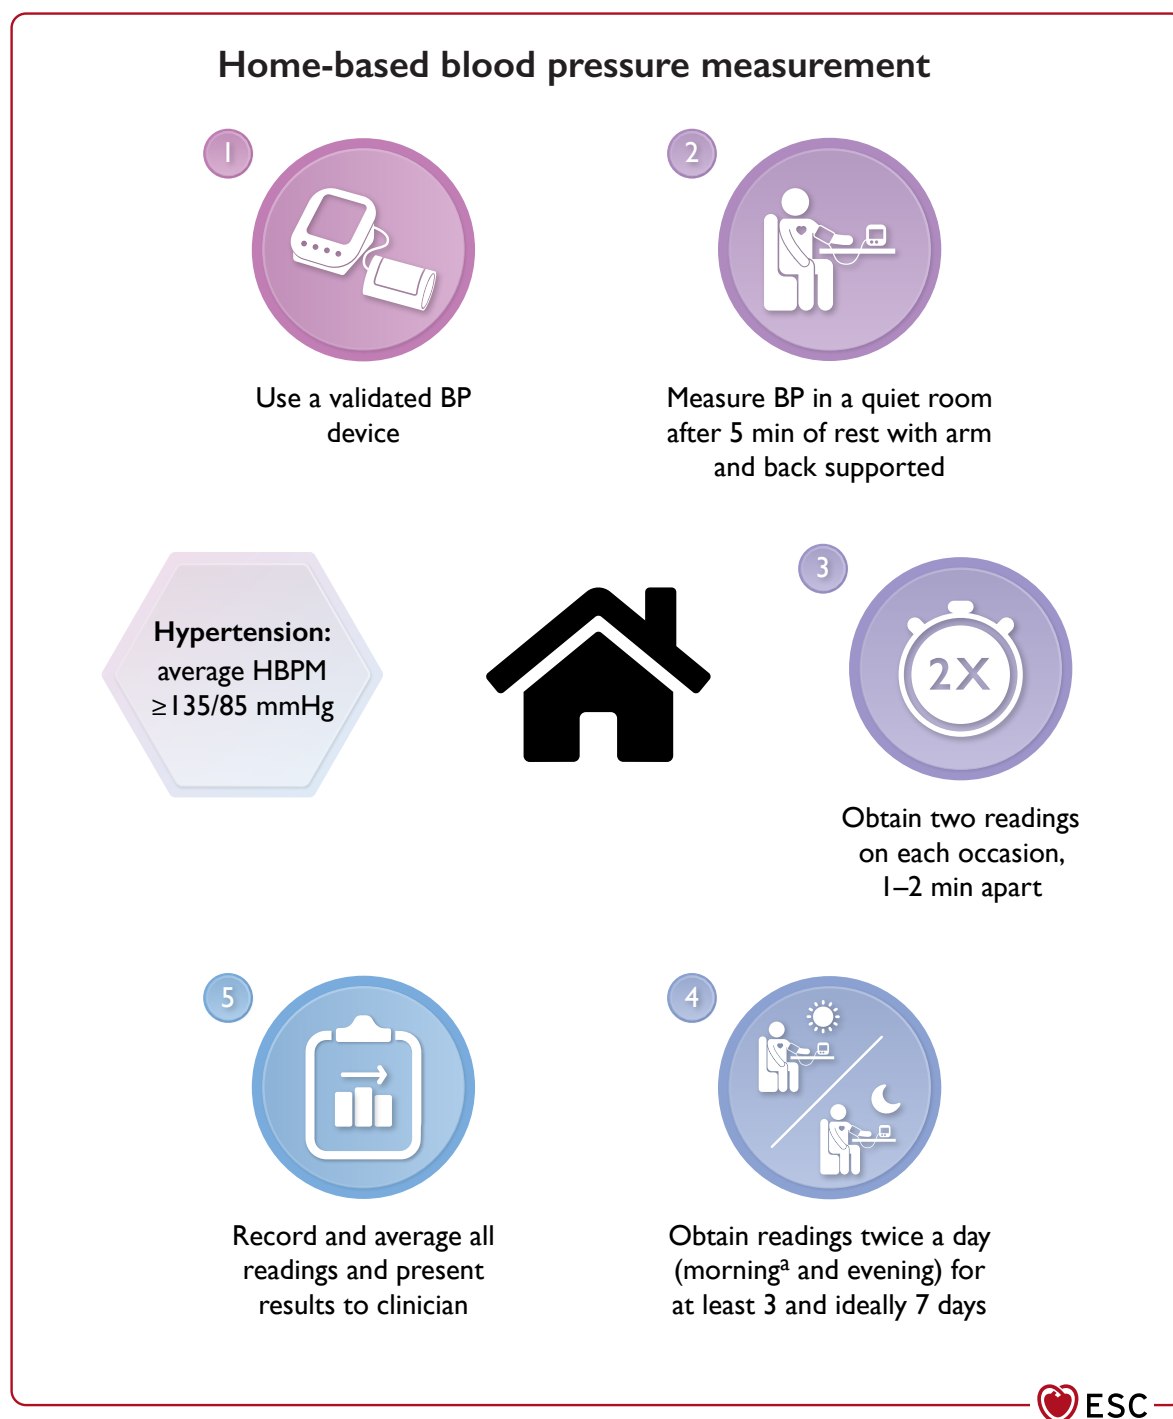 Home-based blood pressure measurement
1
Use a validated BP
device
2
Measure BP in a quiet room
after 5 min of rest with arm
and back supported
3
2X
Obtain two readings
on each occasion,
1–2 min apart
4
Obtain readings twice a day
(morningᵃ and evening) for
at least 3 and ideally 7 days
5
Record and average all
readings and present
results to clinician
Hypertension:
average HBPM
≥135/85 mmHg
ESC